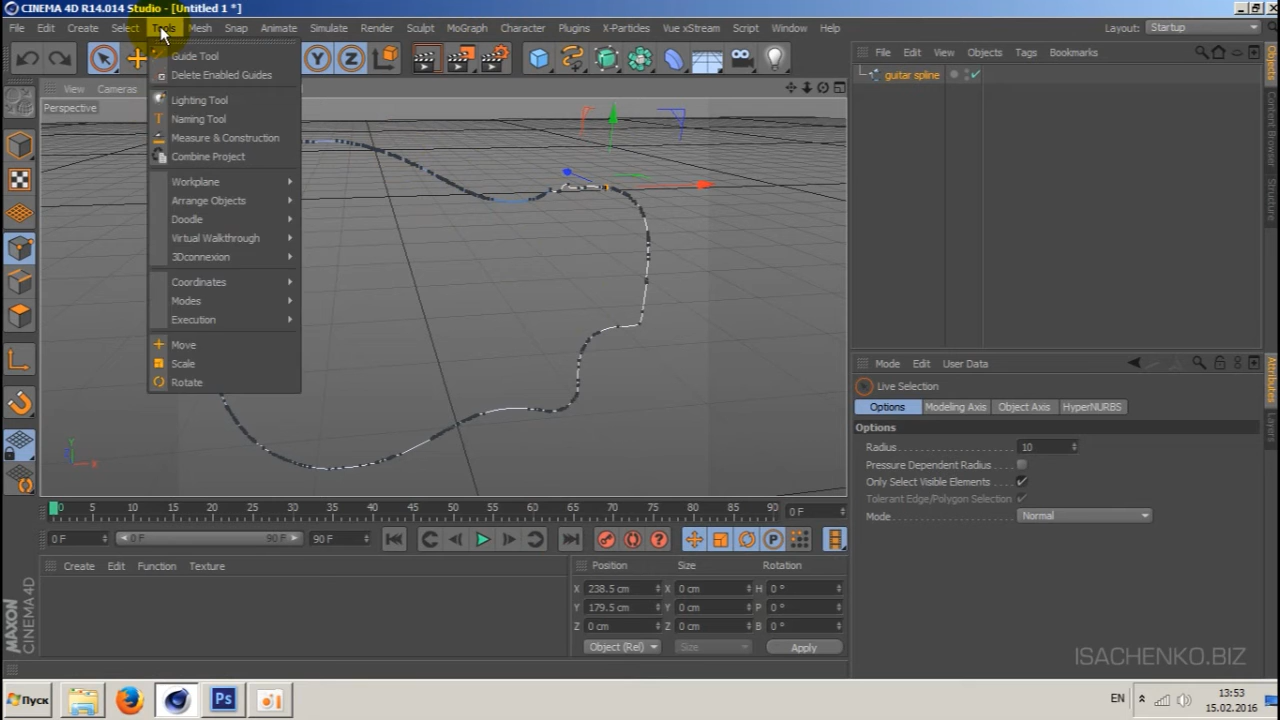 CINEMA 4D R14.014 Studio - [Untitled 1 *]
File Edit Create Select Tools Mesh Snap Animate Simulate Render Sculpt MoGraph Character Plugins X-Particles Vue xStream Script Window Help Layout: Startup
Guide Tool
Delete Enabled Guides
Lighting Tool
Naming Tool
Measure & Construction
Combine Project
Workplane
Arrange Objects
Doodle
Virtual Walkthrough
3Dconnexion
Coordinates
Modes
Execution
Move
Scale
Rotate
Y Z
View Cameras
Perspective
Y
X
File Edit View Objects Tags Bookmarks
guitar spline
Objects
Content Browser
Structure
Mode Edit User Data
Live Selection
Options Modeling Axis Object Axis HyperNURBS
Options
Radius 10
Pressure Dependent Radius
Only Select Visible Elements
Tolerant Edge/Polygon Selection
Mode Normal
Attributes
Layers
0 5 10 15 20 25 30 35 40 45 50 55 60 65 70 75 80 85 90 0 F
0 F 0 F 90 F 90 F
P
Create Edit Function Texture
Position Size Rotation
X 238.5 cm X 0 cm H 0 °
Y 179.5 cm Y 0 cm P 0 °
Z 0 cm Z 0 cm B 0 °
Object (Rel) Size Apply
MAXON
CINEMA 4D
ISACHENKO.BIZ
Пуск Ps EN 13:53
15.02.2016